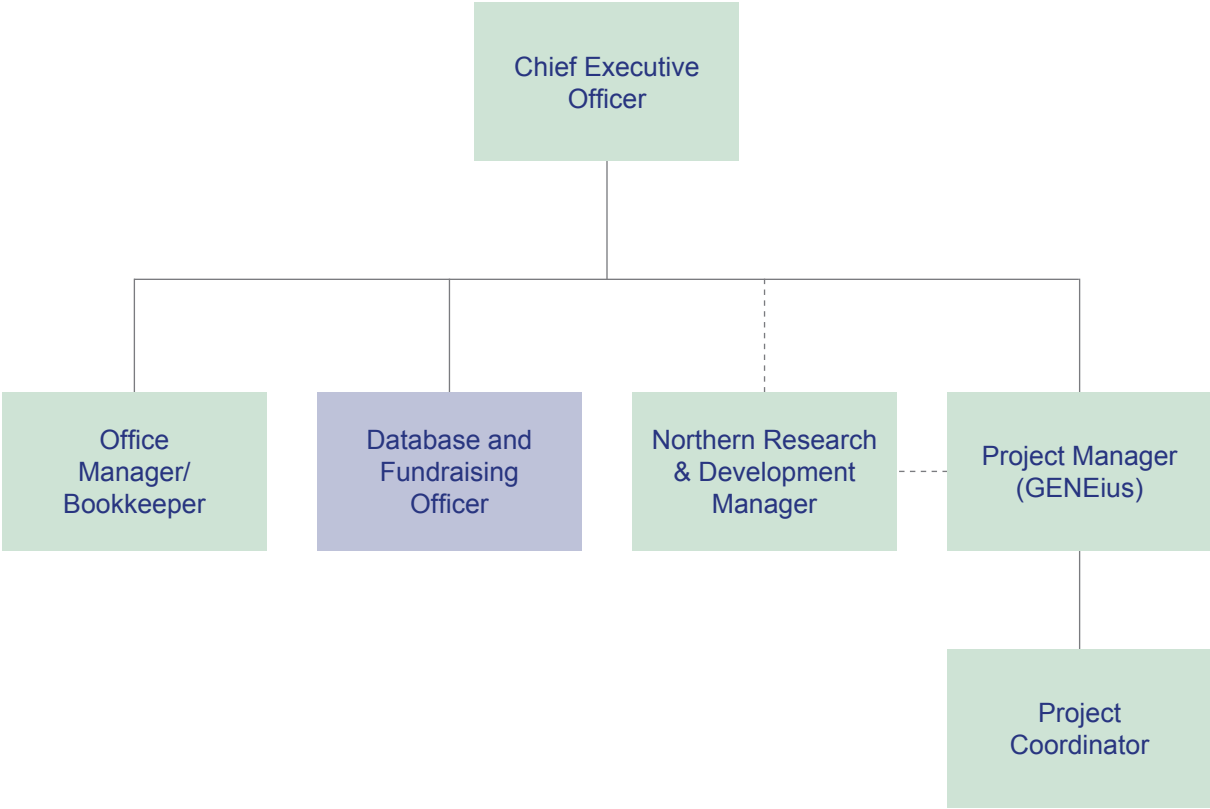 Chief Executive
Officer
Office
Manager/
Bookkeeper
Database and
Fundraising
Officer
Northern Research
& Development
Manager
Project Manager
(GENEius)
Project
Coordinator